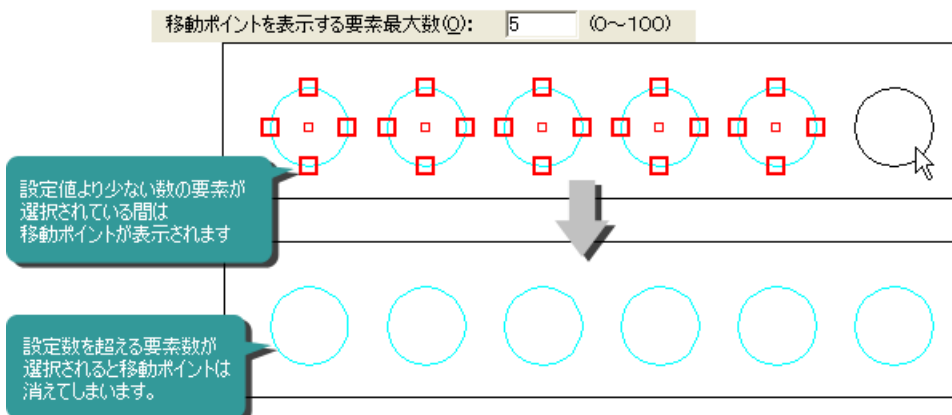 移動ポイントを表示する要素最大数(O): 5 (0～100)
設定値より少ない数の要素が
選択されている間は
移動ポイントが表示されます
設定数を超える要素数が
選択されると移動ポイントは
消えてしまいます。